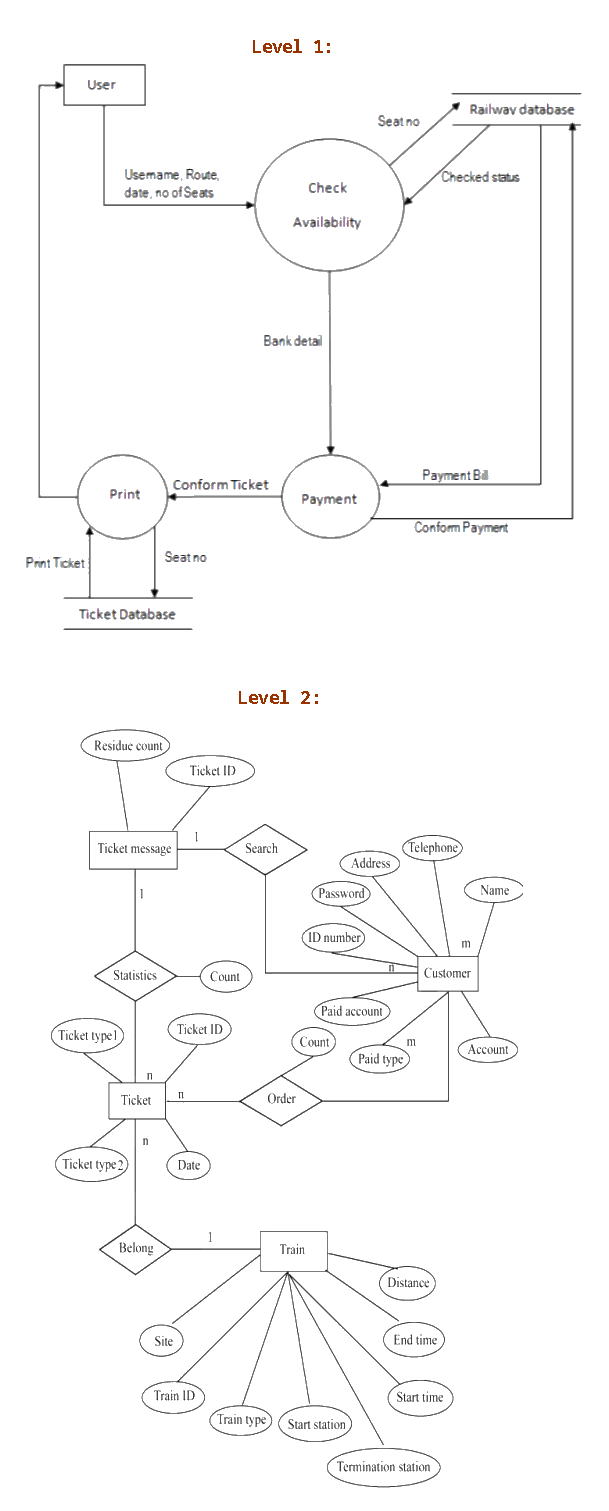 Level 1:
User
Railway database
Seat no
Check
Availability
Username, Route,
date, no of Seats
Checked status
Bank detail
Payment Bill
Conform Ticket
Print
Payment
Conform Payment
Print Ticket
Seat no
Ticket Database
Level 2:
Residue count
Ticket ID
Ticket message
1
Search
Telephone
Address
Password
Name
ID number
m
n
Customer
1
Statistics
Count
Paid account
Ticket type1
Ticket ID
Count
m
Paid type
Account
n
Ticket
n
Order
n
Ticket type2
Date
Belong
1
Train
Distance
Site
End time
Train ID
Start time
Train type
Start station
Termination station